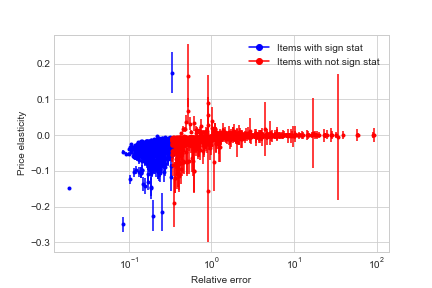 Items with sign stat
Items with not sign stat
0.2
0.1
0.0
−0.1
−0.2
−0.3
Price elasticity
10⁻¹ 10⁰ 10¹ 10²
Relative error